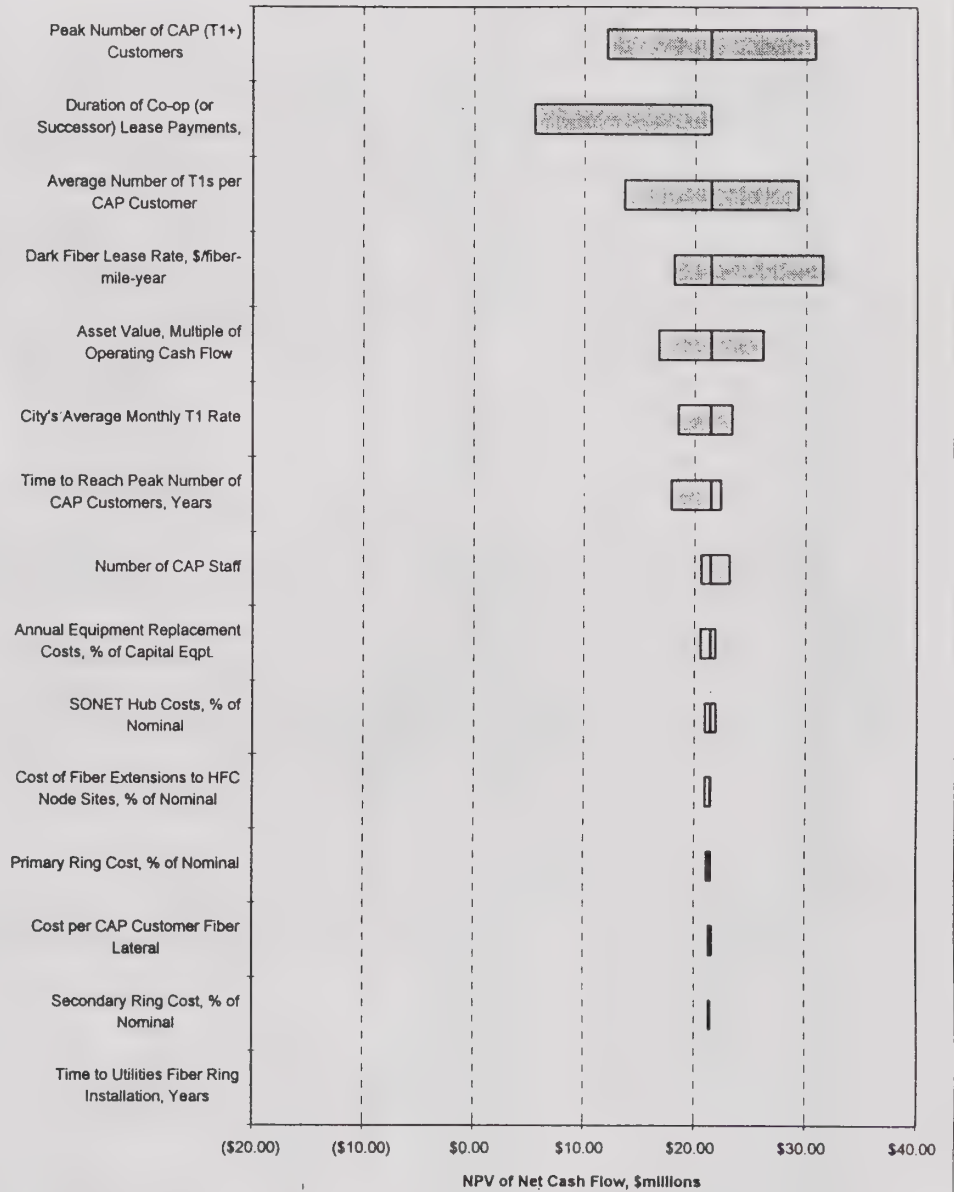 Peak Number of CAP (T1+)
Customers
Duration of Co-op (or
Successor) Lease Payments,
Average Number of T1s per
CAP Customer
Dark Fiber Lease Rate, $/fiber-
mile-year
Asset Value, Multiple of
Operating Cash Flow
City's Average Monthly T1 Rate
Time to Reach Peak Number of
CAP Customers, Years
Number of CAP Staff
Annual Equipment Replacement
Costs, % of Capital Eqpt.
SONET Hub Costs, % of
Nominal
Cost of Fiber Extensions to HFC
Node Sites, % of Nominal
Primary Ring Cost, % of Nominal
Cost per CAP Customer Fiber
Lateral
Secondary Ring Cost, % of
Nominal
Time to Utilities Fiber Ring
Installation, Years
($20.00) ($10.00) $0.00 $10.00 $20.00 $30.00 $40.00
NPV of Net Cash Flow, $millions